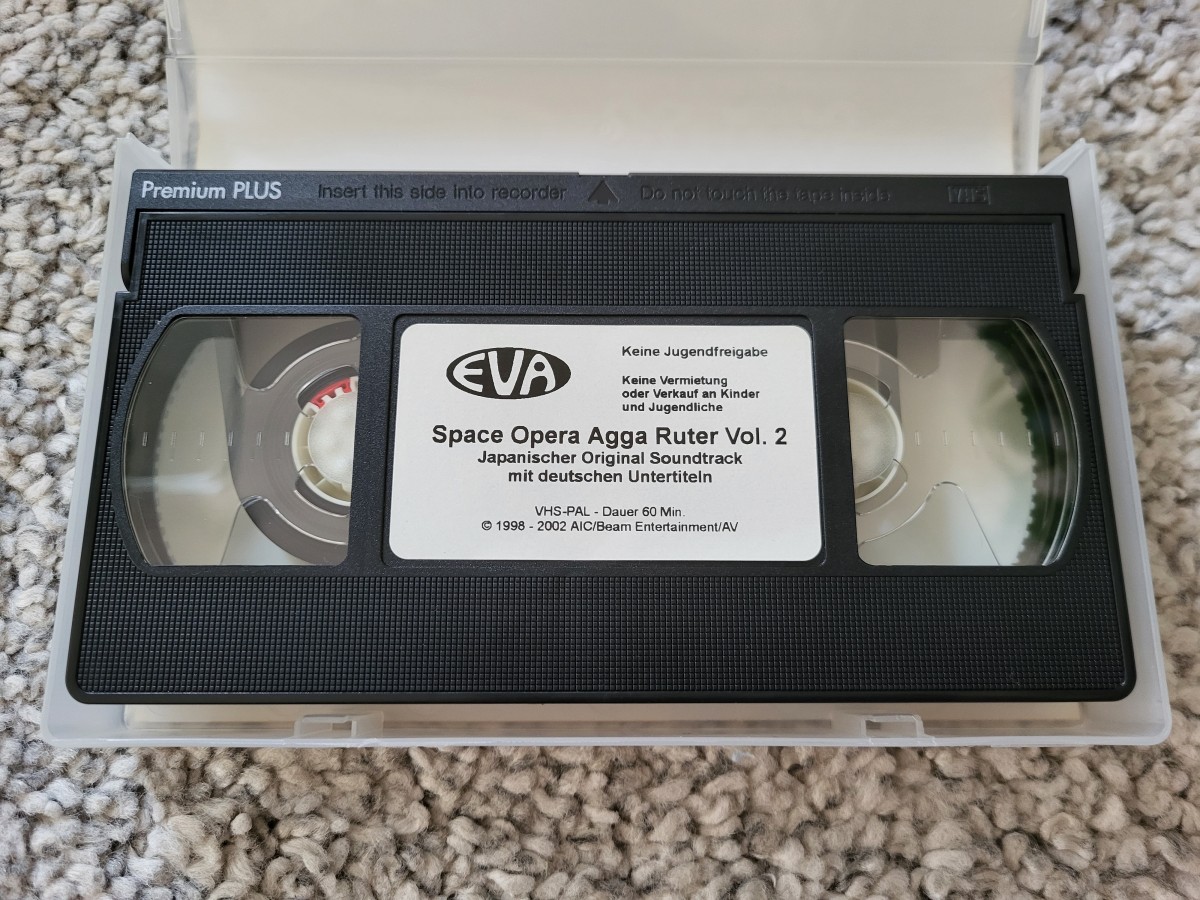 Premium PLUS Insert this side into recorder Do not touch the tape inside VHS
EVA
Keine Jugendfreigabe
Keine Vermietung
oder Verkauf an Kinder
und Jugendliche
Space Opera Agga Ruter Vol. 2
Japanischer Original Soundtrack
mit deutschen Untertiteln
VHS-PAL - Dauer 60 Min.
© 1998 - 2002 AIC/Beam Entertainment/AV